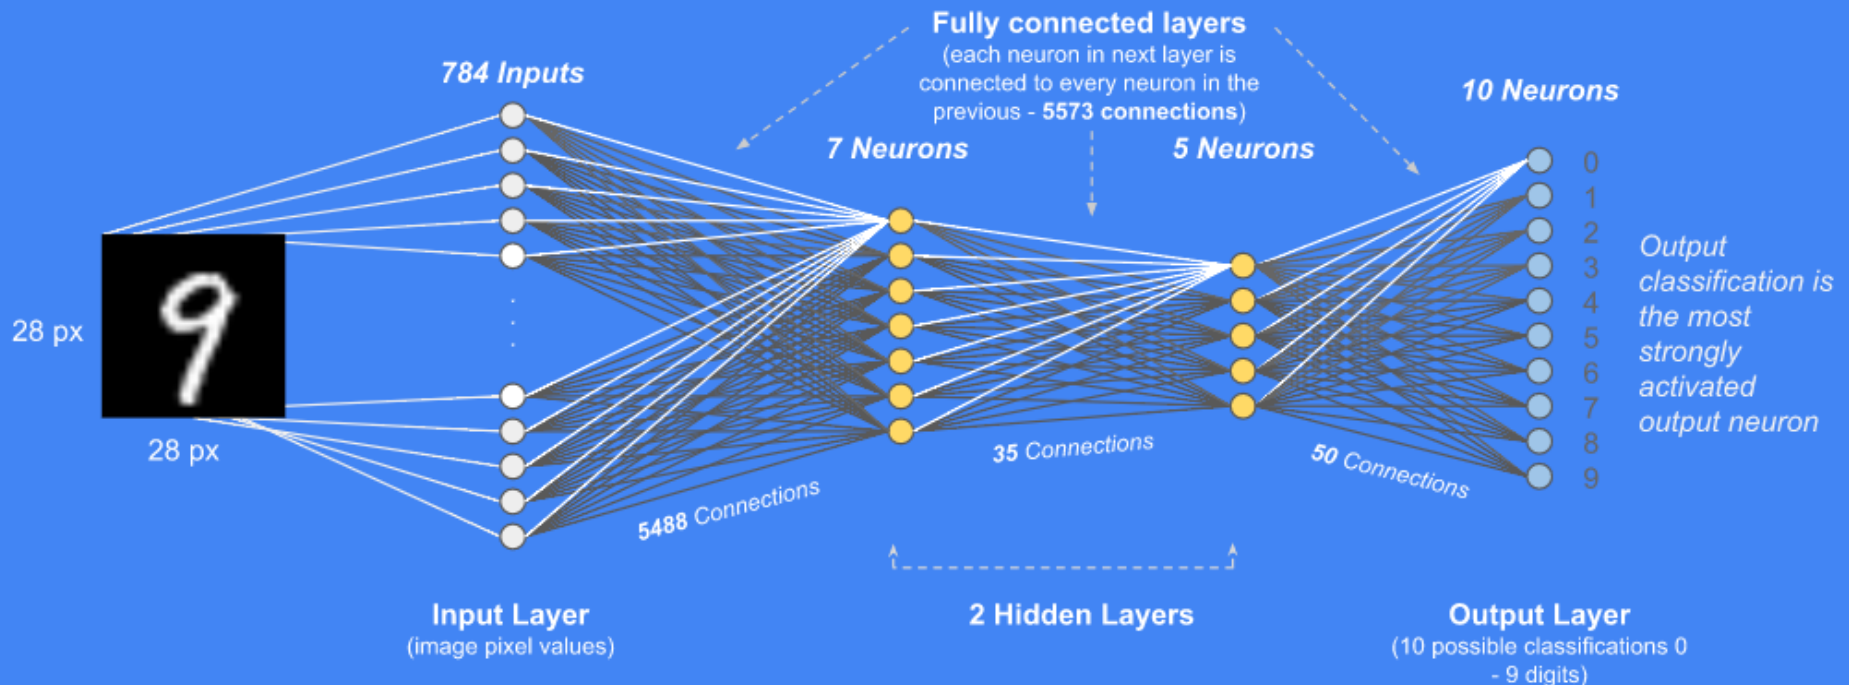 Fully connected layers
(each neuron in next layer is
connected to every neuron in the
previous - 5573 connections)
784 Inputs
7 Neurons
5 Neurons
10 Neurons
28 px
28 px
9
.
.
.
0
1
2
3
4
5
6
7
8
9
Output
classification is
the most
strongly
activated
output neuron
5488 Connections
35 Connections
50 Connections
Input Layer
(image pixel values)
2 Hidden Layers
Output Layer
(10 possible classifications 0
- 9 digits)